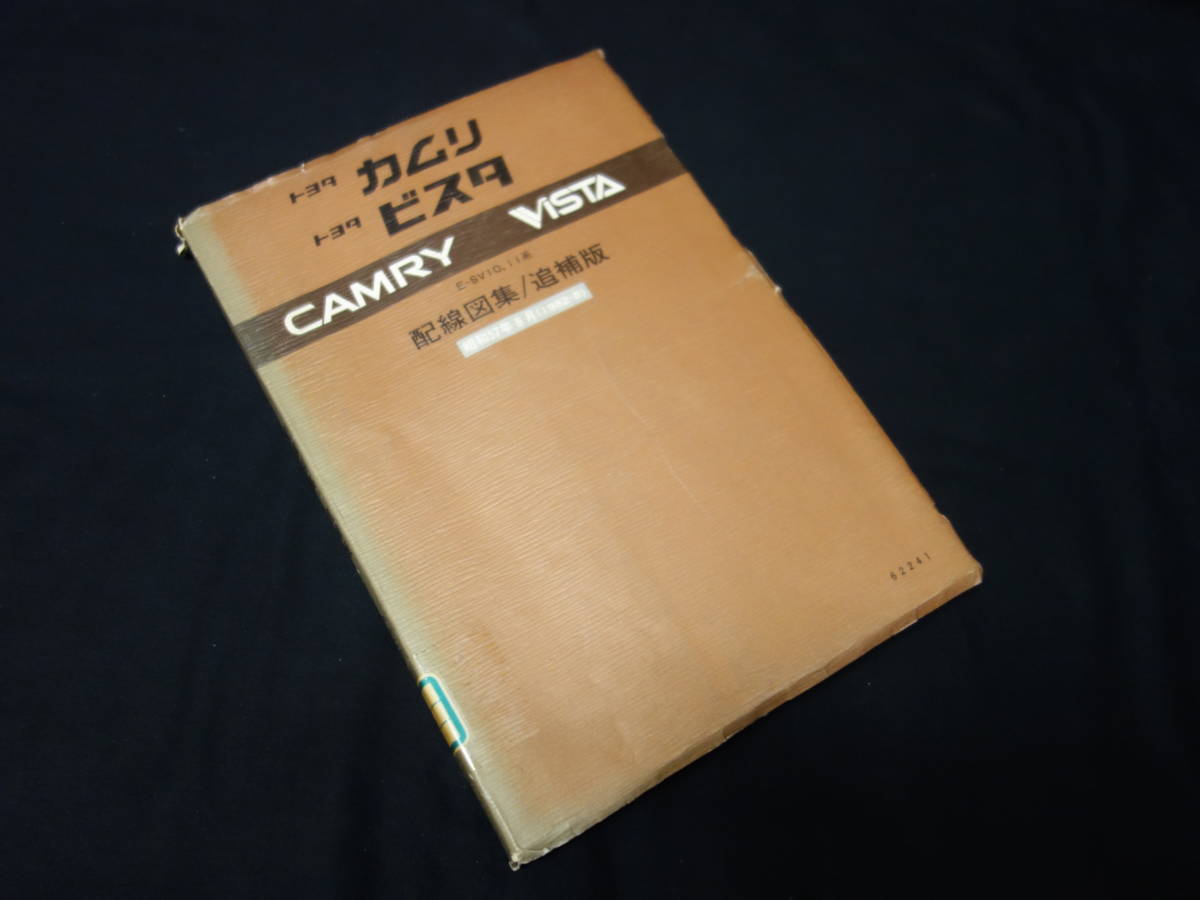 トヨタ カムリ
トヨタ ビスタ
CAMRY VISTA
E-SV10, 11系
配線図集/追補版
62241